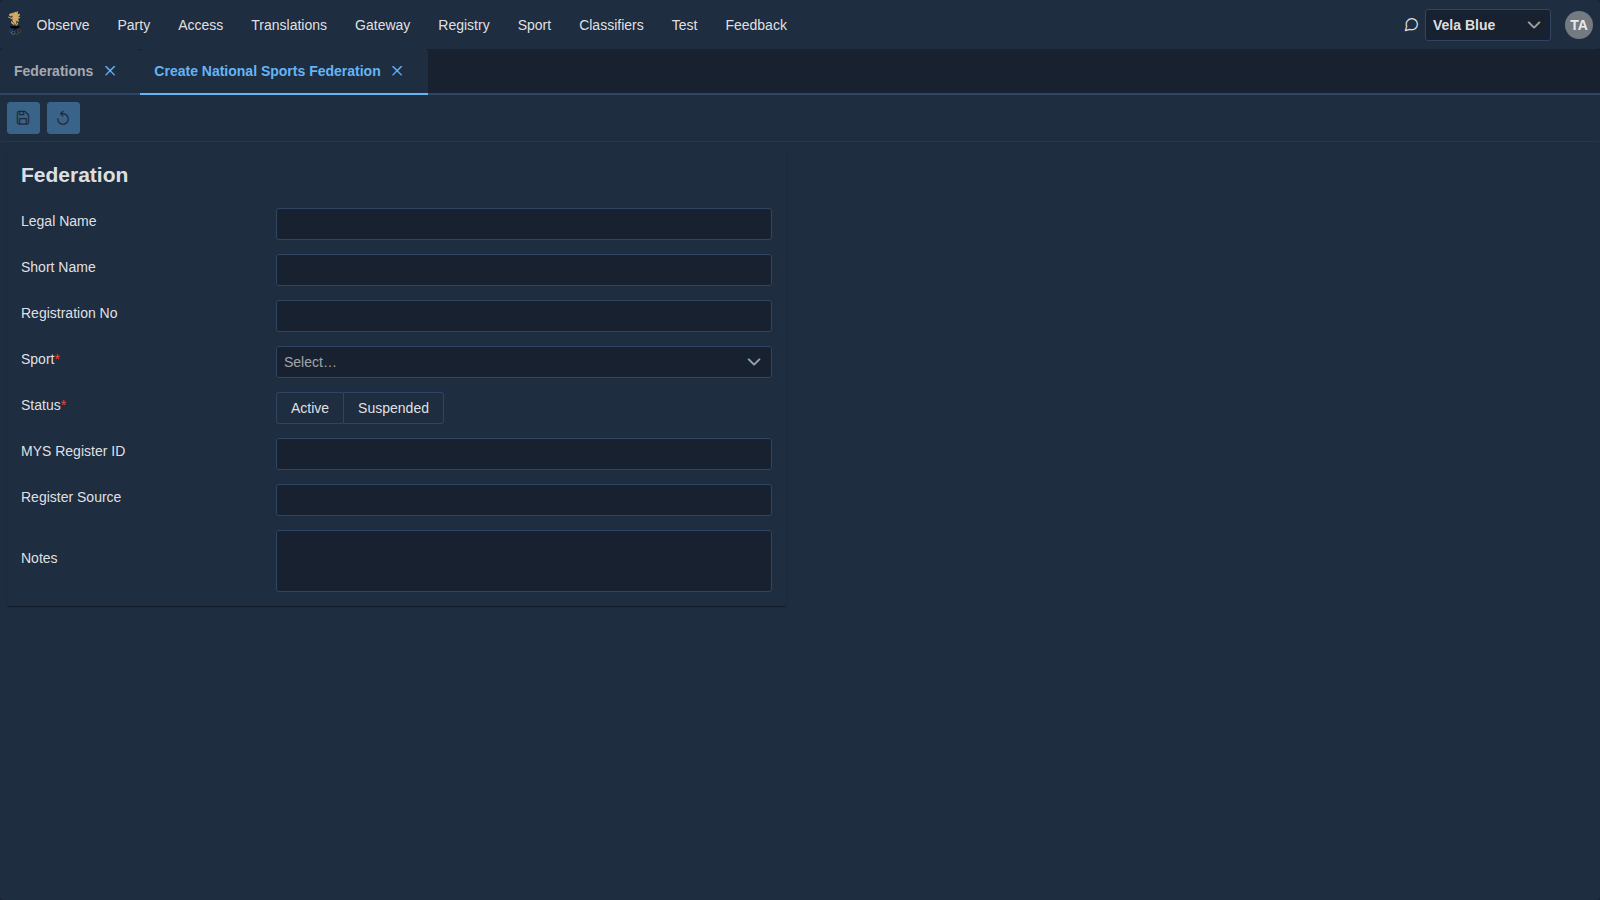 Observe Party Access Translations Gateway Registry Sport Classifiers Test Feedback Vela Blue TA
Federations Create National Sports Federation
Federation
Legal Name
Short Name
Registration No
Sport* Select...
Status* Active Suspended
MYS Register ID
Register Source
Notes